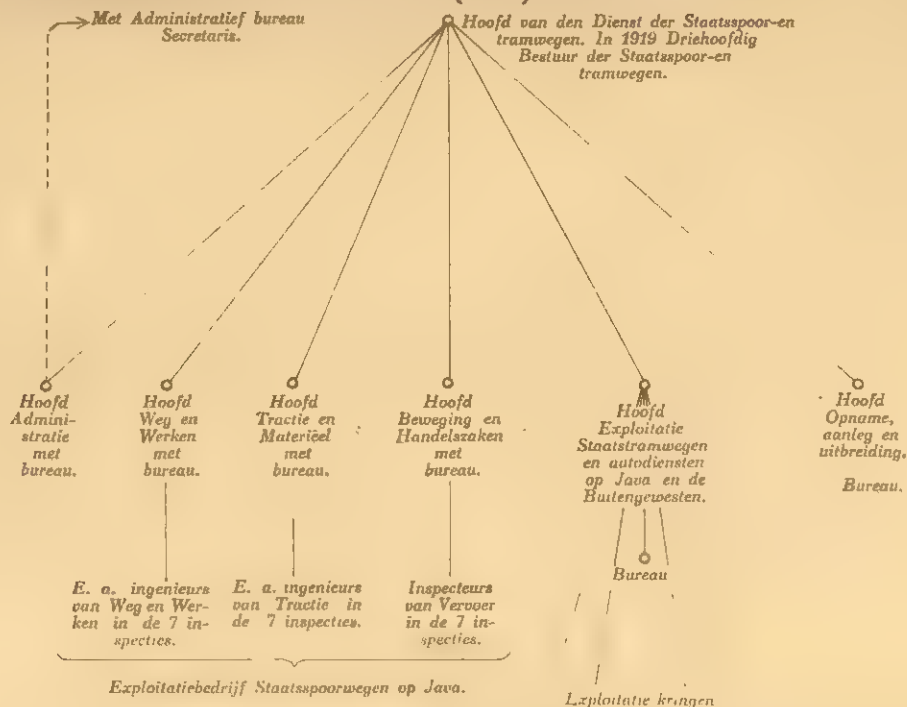 Met Administratief bureau
Secretaris.
Hoofd van den Dienst der Staatsspoor-en
tramwegen. In 1919 Driehoofdig
Bestuur der Staatsspoor-en
tramwegen.
Hoofd
Admini-
stratie
met
bureau.
Hoofd
Weg en
Werken
met
bureau.
Hoofd
Tractie en
Materiëel
met
bureau.
Hoofd
Beweging en
Handelszaken
met
bureau.
Hoofd
Exploitatie
Staatstramwegen
en autodiensten
op Java en de
Buitengewesten.
Hoofd
Opname,
aanleg en
uitbreiding.
Bureau.
Bureau
E. a. ingenieurs
van Weg en Wer-
ken in de 7 in-
specties.
E. a. ingenieurs
van Tractie in
de 7 inspecties.
Inspecteurs
van Vervoer
in de 7 in-
specties.
Exploitatiebedrijf Staatsspoorwegen op Java.
Exploitatie kringen